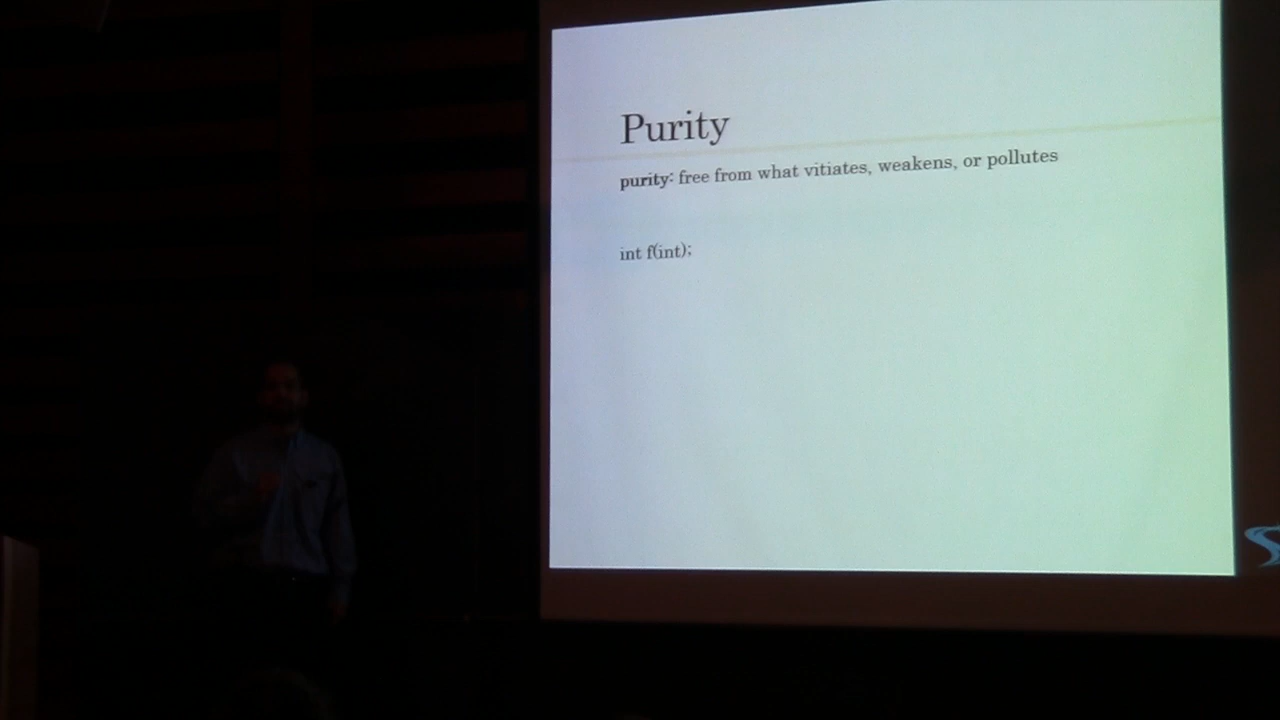 Purity
purity: free from what vitiates, weakens, or pollutes
int f(int);